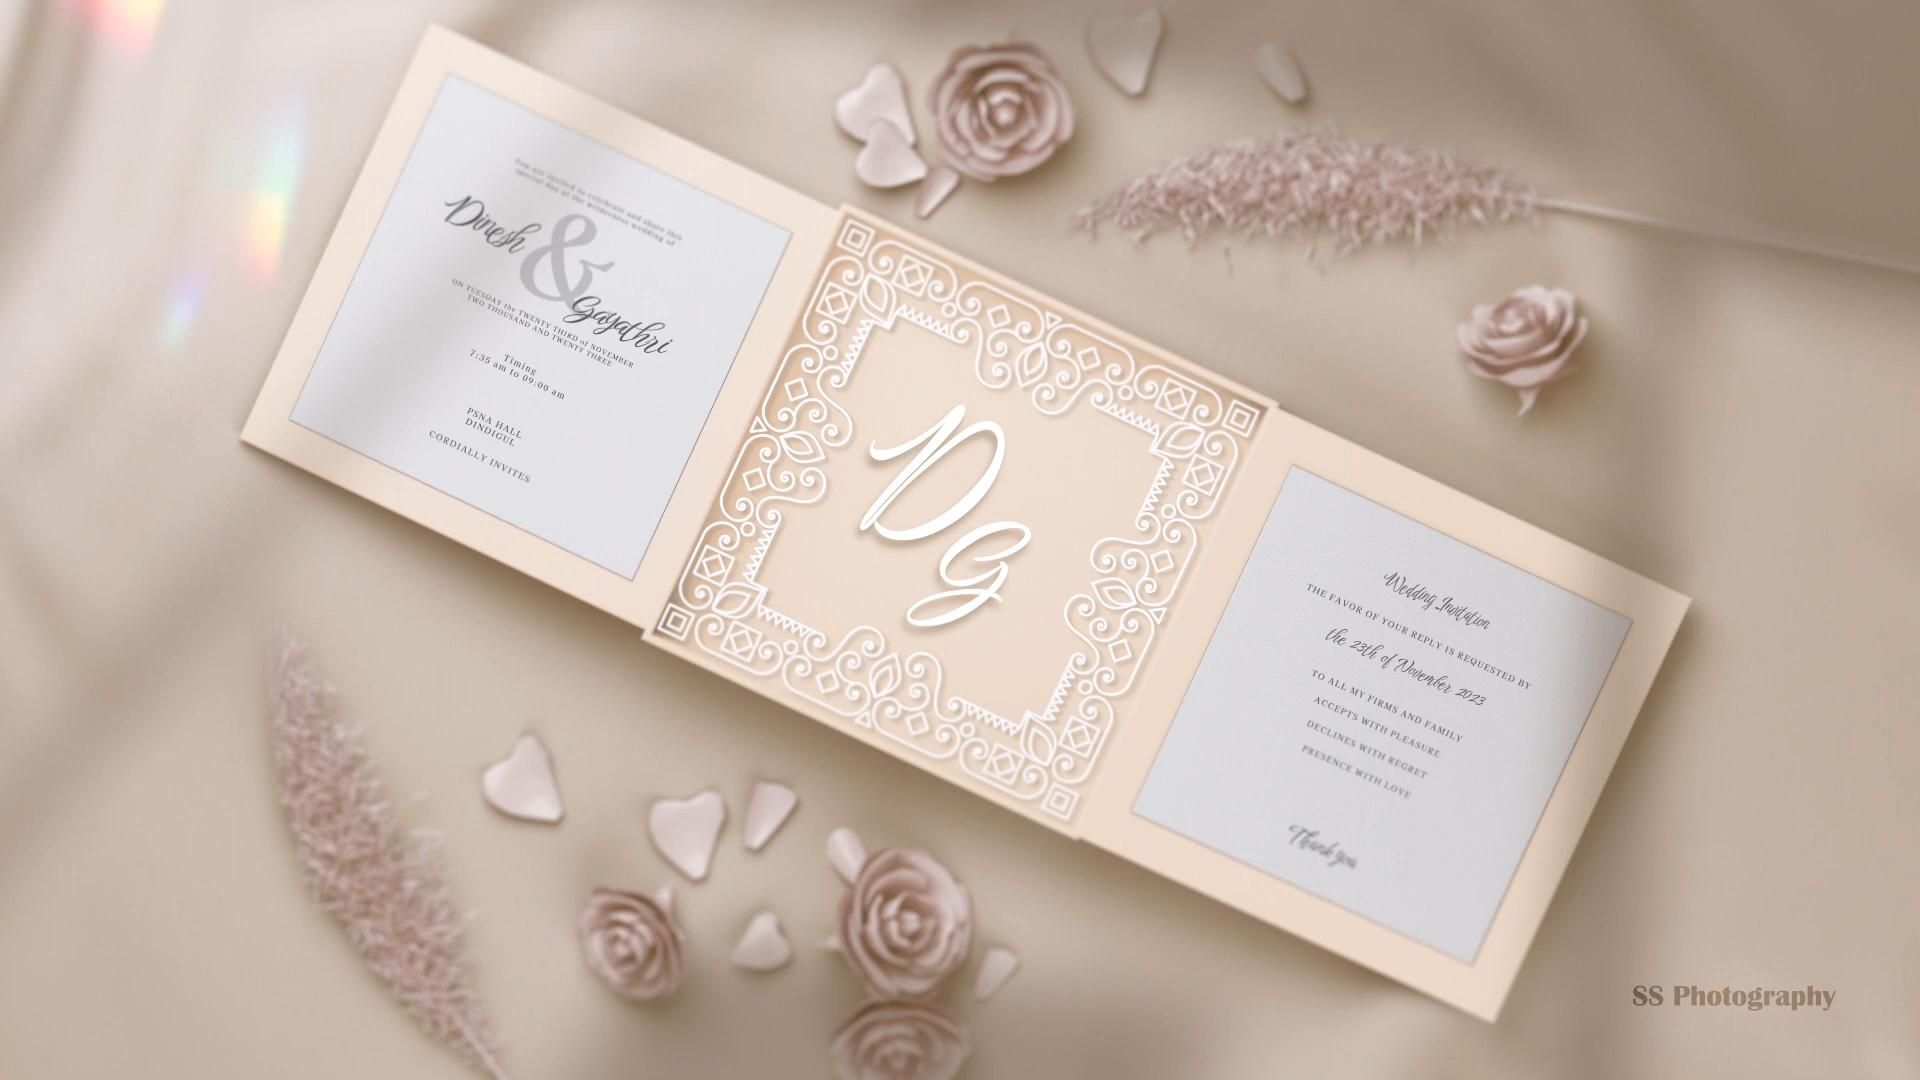 You are invited to celebrate and share this
special day at the wilderness wedding of
Dinesh
&
Gayathri
ON TUESDAY the TWENTY THIRD of NOVEMBER
TWO THOUSAND AND TWENTY THREE
Timing
7:35 am to 09:00 am
PSNA HALL
DINDIGUL
CORDIALLY INVITES
D
G
Wedding Invitation
THE FAVOR OF YOUR REPLY IS REQUESTED BY
the 23th of November 2023
TO ALL MY FIRMS AND FAMILY
ACCEPTS WITH PLEASURE
DECLINES WITH REGRET
PRESENCE WITH LOVE
Thank you
SS Photography